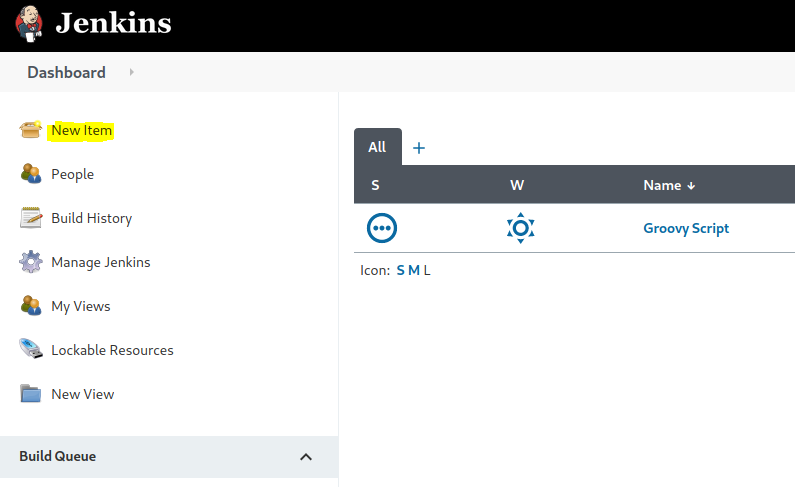 Jenkins
Dashboard
New Item
People
Build History
Manage Jenkins
My Views
Lockable Resources
New View
Build Queue
All +
S W Name ↓
Groovy Script
Icon: S M L